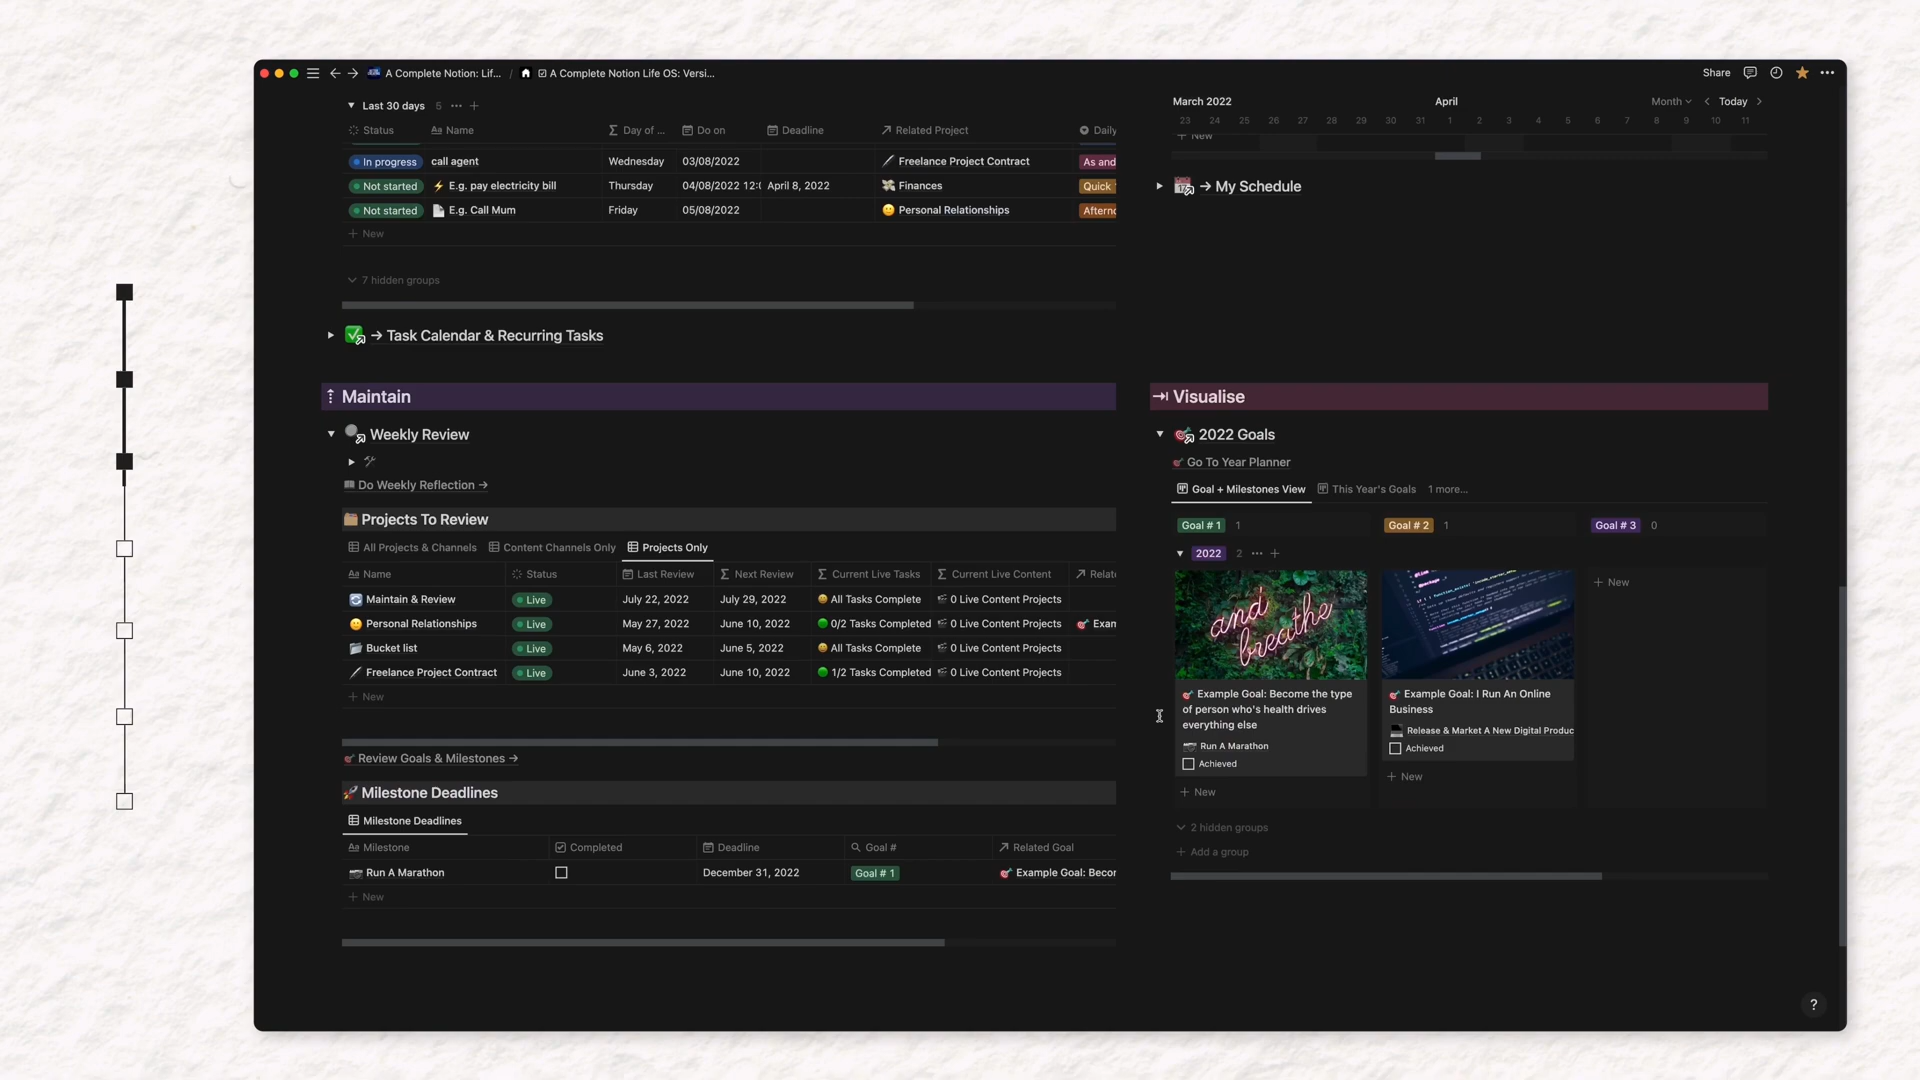 A Complete Notion: Lif... / A Complete Notion Life OS: Versi...
Share
Last 30 days 5
Status Name Day of ... Do on Deadline Related Project Daily
In progress call agent Wednesday 03/08/2022 Freelance Project Contract As and
Not started E.g. pay electricity bill Thursday 04/08/2022 12:0 April 8, 2022 Finances Quick
Not started E.g. Call Mum Friday 05/08/2022 Personal Relationships Afterno
New
7 hidden groups
→ Task Calendar & Recurring Tasks
March 2022 April Month Today
23 24 25 26 27 28 29 30 31 1 2 3 4 5 6 7 8 9 10 11
New
17
→ My Schedule
Maintain
Weekly Review
Do Weekly Reflection →
Projects To Review
All Projects & Channels Content Channels Only Projects Only
Name Status Last Review Next Review Current Live Tasks Current Live Content Relate
Maintain & Review Live July 22, 2022 July 29, 2022 All Tasks Complete 0 Live Content Projects
Personal Relationships Live May 27, 2022 June 10, 2022 0/2 Tasks Completed 0 Live Content Projects Exam
Bucket list Live May 6, 2022 June 5, 2022 All Tasks Complete 0 Live Content Projects
Freelance Project Contract Live June 3, 2022 June 10, 2022 1/2 Tasks Completed 0 Live Content Projects
New
Review Goals & Milestones →
Milestone Deadlines
Milestone Deadlines
Milestone Completed Deadline Goal # Related Goal
Run A Marathon December 31, 2022 Goal # 1 Example Goal: Becor
New
Visualise
2022 Goals
Go To Year Planner
Goal + Milestones View This Year's Goals 1 more...
Goal # 1 1 Goal # 2 1 Goal # 3 0
2022 2
and
breathe
Example Goal: Become the type
of person who's health drives
everything else
Run A Marathon
Achieved
New
Example Goal: I Run An Online
Business
Release & Market A New Digital Produc
Achieved
New
New
2 hidden groups
Add a group
?